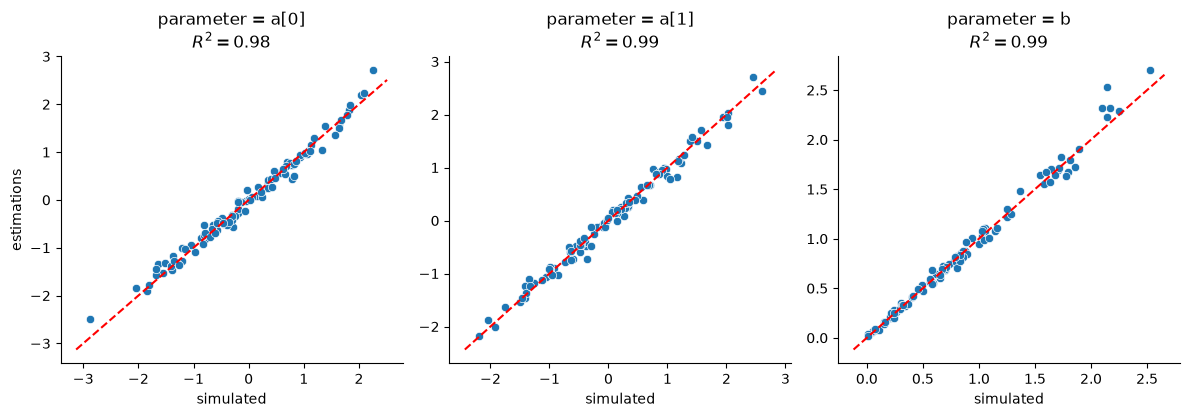 parameter = a[0]
R² = 0.98
estimations
3
2
1
0
−1
−2
−3
−3 −2 −1 0 1 2
simulated
parameter = a[1]
R² = 0.99
3
2
1
0
−1
−2
−2 −1 0 1 2 3
simulated
parameter = b
R² = 0.99
2.5
2.0
1.5
1.0
0.5
0.0
0.0 0.5 1.0 1.5 2.0 2.5
simulated